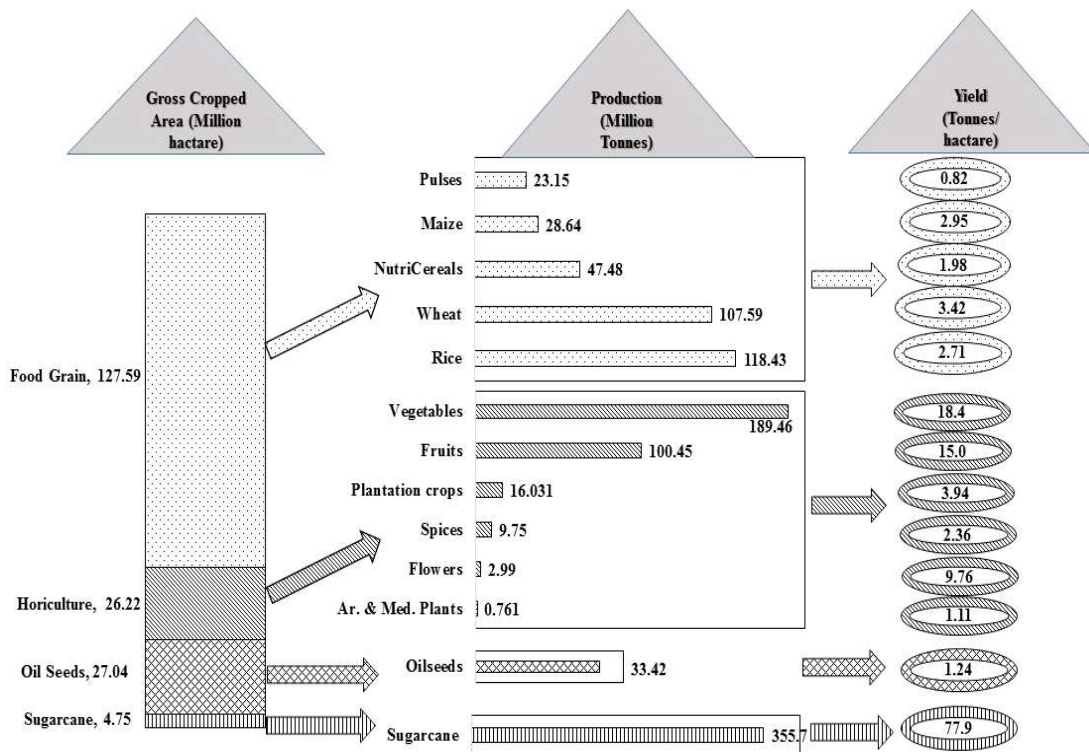 Gross Cropped
Area (Million
hactare)
Production
(Million
Tonnes)
Yield
(Tonnes/
hactare)
Pulses 23.15 0.82
Maize 28.64 2.95
NutriCereals 47.48 1.98
Wheat 107.59 3.42
Rice 118.43 2.71
Food Grain, 127.59
Vegetables 189.46 18.4
Fruits 100.45 15.0
Plantation crops 16.031 3.94
Spices 9.75 2.36
Flowers 2.99 9.76
Horiculture, 26.22
Ar. & Med. Plants 0.761 1.11
Oil Seeds, 27.04
Oilseeds 33.42 1.24
Sugarcane, 4.75
Sugarcane 355.7 77.9